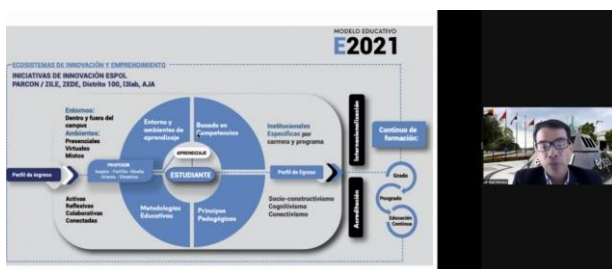 MODELO EDUCATIVO
E2021
ECOSISTEMAS DE INNOVACIÓN Y EMPRENDIMIENTO
INICIATIVAS DE INNOVACIÓN ESPOL
PARCON / ZILE, ZEDE, Distrito 100, I3lab, AJA
Entornos:
Dentro y fuera del
campus
Ambientes:
Presenciales
Virtuales
Mixtos
Entorno y
ambientes de
aprendizaje
Basado en
Competencias
Institucionales
Específicas por
carrera y programa
Internacionalización
Continuo de
formación:
APRENDIZAJE
PROFESOR
ESTUDIANTE
Perfil de ingreso
Perfil de Egreso
Activas
Reflexivas
Colaborativas
Conectadas
Metodologías
Educativas
Principios
Pedagógicos
Socio-constructivismo
Cognitivismo
Conectivismo
Acreditación
Grado
Posgrado
Educación
Continua